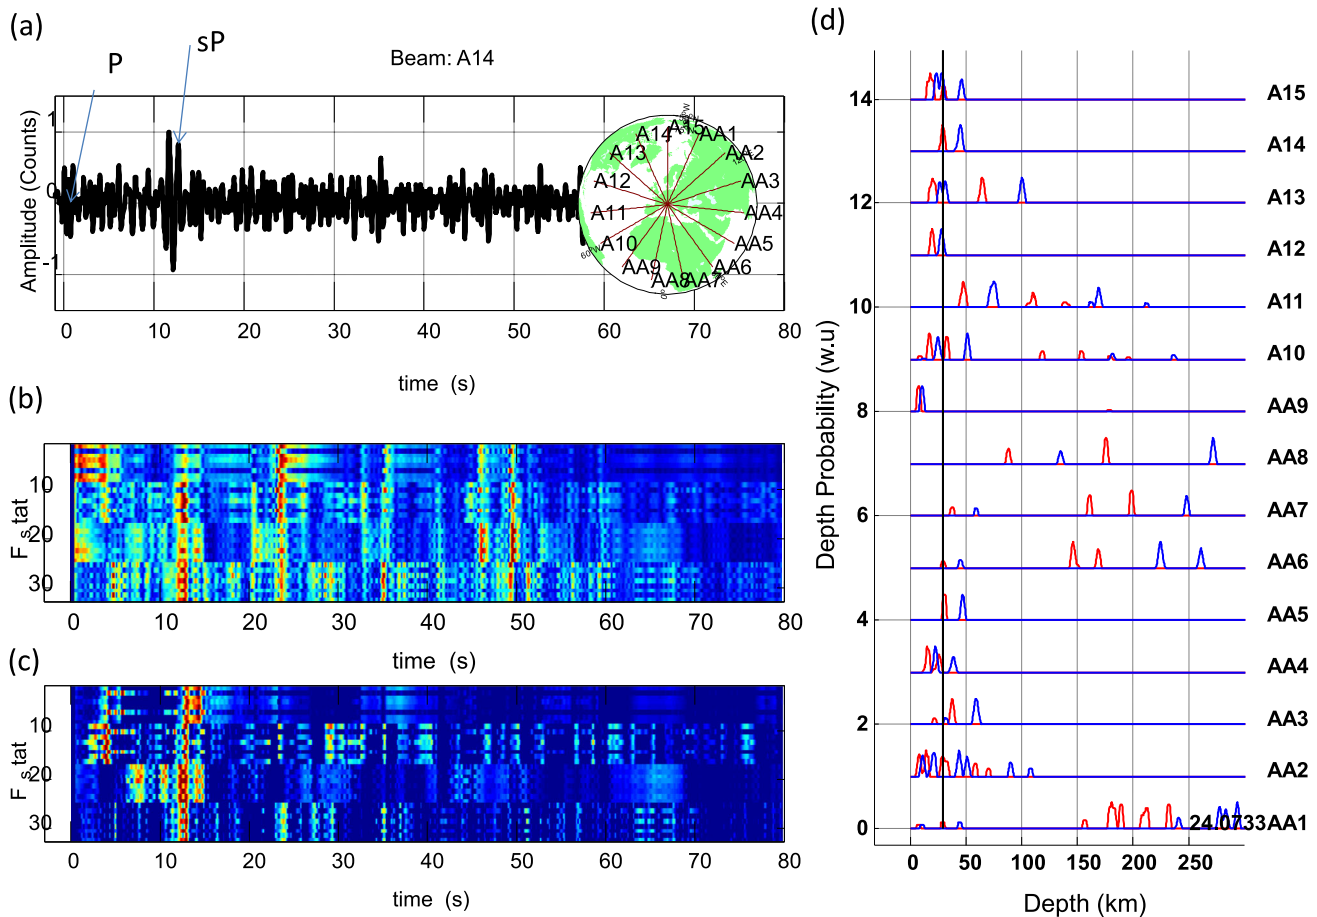 (a)
P
sP
Beam: A14
Amplitude (Counts)
1
0
-1
0 10 20 30 40 50 60 70 80
time (s)
A15
A14
AA1
A13
AA2
A12
AA3
A11
AA4
A10
AA5
AA9
AA6
AA8
AA7
60°W
0°
(b)
F_stat
10
20
30
0 10 20 30 40 50 60 70 80
time (s)
(c)
F_stat
10
20
30
0 10 20 30 40 50 60 70 80
time (s)
(d)
Depth Probability (w.u)
14
12
10
8
6
4
2
0
A15
A14
A13
A12
A11
A10
AA9
AA8
AA7
AA6
AA5
AA4
AA3
AA2
24.0733AA1
0 50 100 150 200 250
Depth (km)